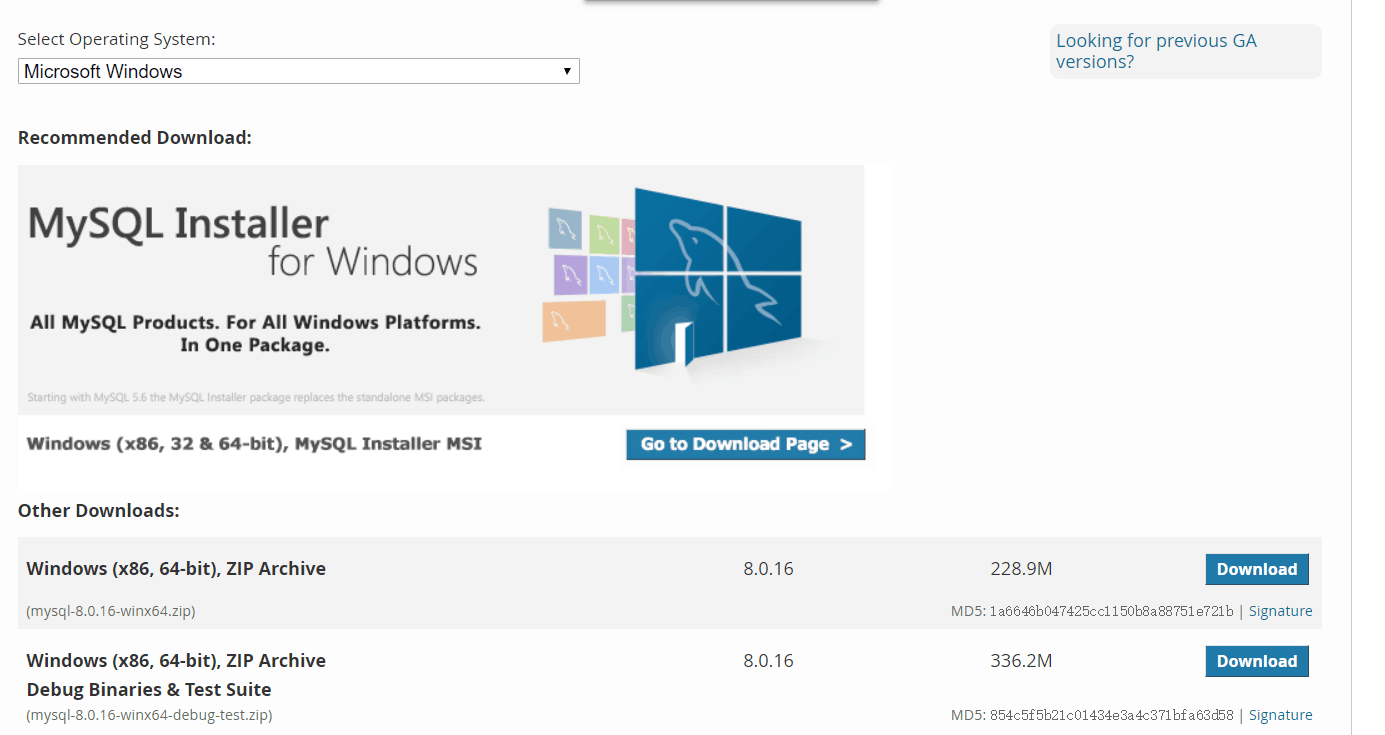 Select Operating System:
Looking for previous GA
versions?
Microsoft Windows
Recommended Download:
MySQL Installer
for Windows
All MySQL Products. For All Windows Platforms.
In One Package.
Starting with MySQL 5.6 the MySQL Installer package replaces the standalone MSI packages.
Windows (x86, 32 & 64-bit), MySQL Installer MSI
Go to Download Page >
Other Downloads:
Windows (x86, 64-bit), ZIP Archive 8.0.16 228.9M Download
(mysql-8.0.16-winx64.zip) MD5: 1a6646b047425cc1150b8a88751e721b | Signature
Windows (x86, 64-bit), ZIP Archive 8.0.16 336.2M Download
Debug Binaries & Test Suite
(mysql-8.0.16-winx64-debug-test.zip) MD5: 854c5f5b21c01434e3a4c371bfa63d58 | Signature